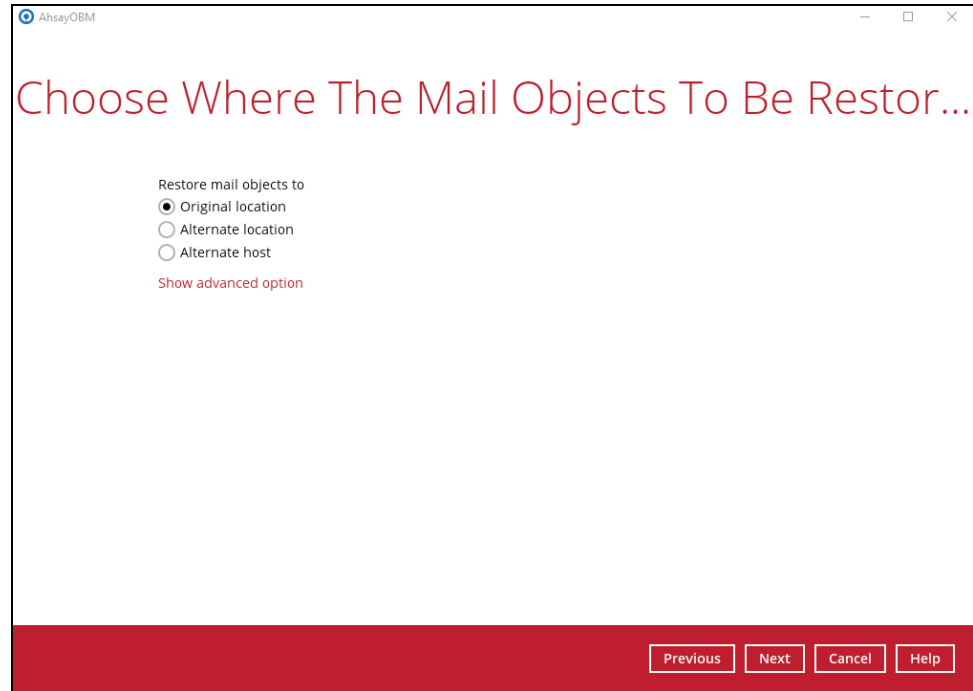 AhsayOBM
Choose Where The Mail Objects To Be Restor...
Restore mail objects to
Original location
Alternate location
Alternate host
Show advanced option
Previous Next Cancel Help